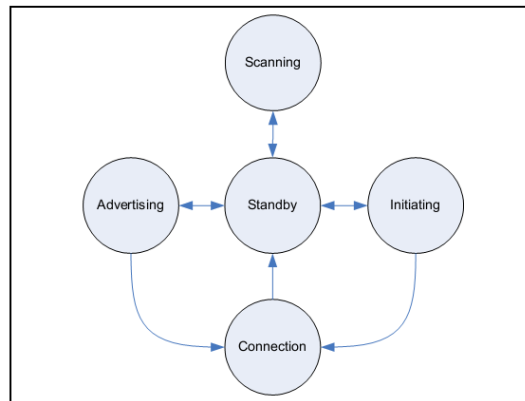 Scanning
Advertising
Standby
Initiating
Connection